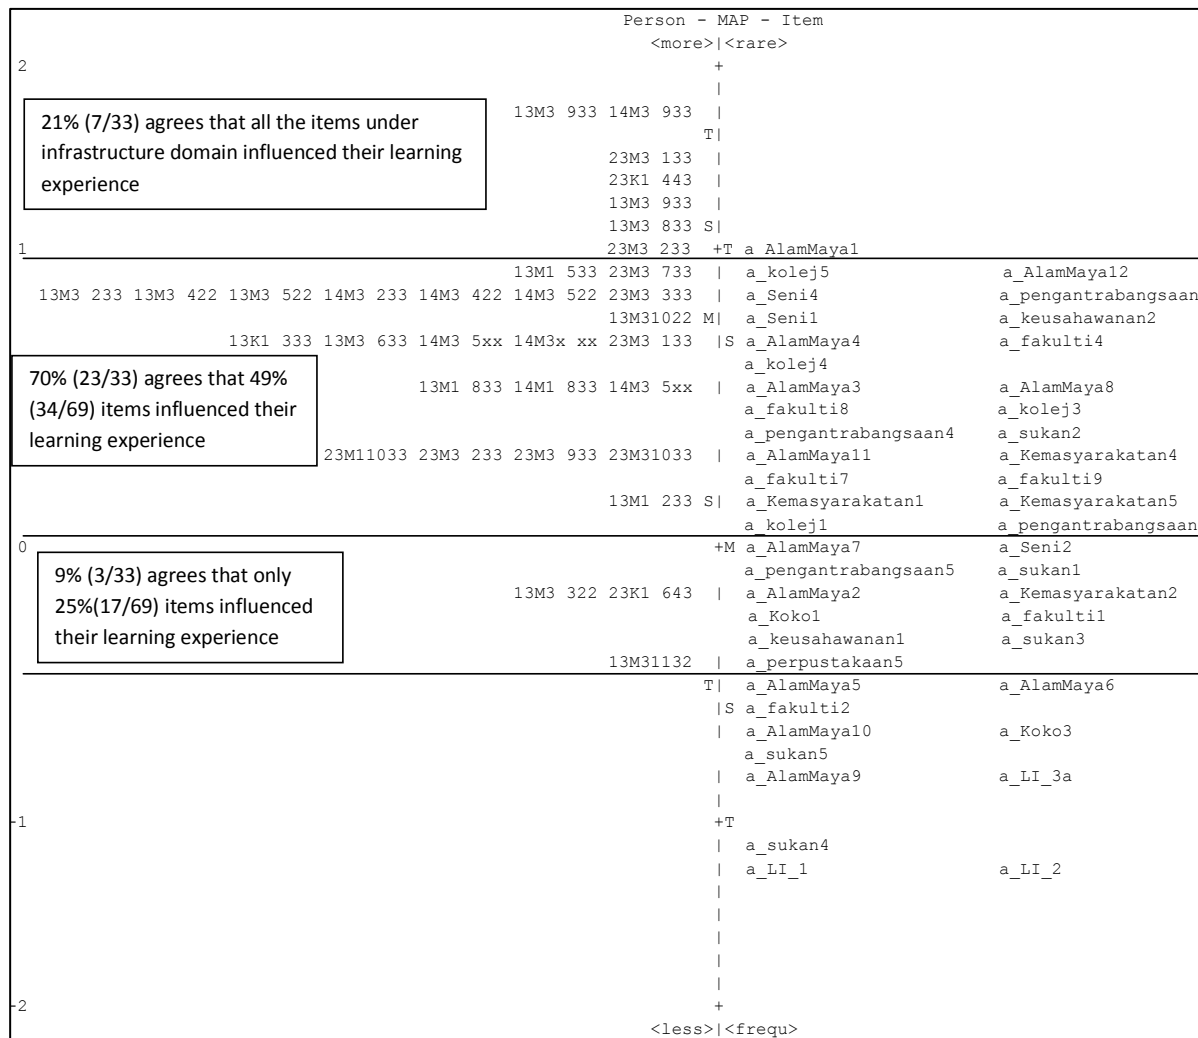 Person - MAP - Item
<more>|<rare>
2 +
|
13M3 933 14M3 933 |
21% (7/33) agrees that all the items under
infrastructure domain influenced their learning
experience
T|
23M3 133 |
23K1 443 |
13M3 933 |
13M3 833 S|
1 23M3 233 +T a_AlamMaya1
13M1 533 23M3 733 | a_kolej5 a_AlamMaya12
13M3 233 13M3 422 13M3 522 14M3 233 14M3 422 14M3 522 23M3 333 | a_Seni4 a_pengantrabangsaan
13M31022 M| a_Seni1 a_keusahawanan2
13K1 333 13M3 633 14M3 5xx 14M3x xx 23M3 133 |S a_AlamMaya4 a_fakulti4
a_kolej4
70% (23/33) agrees that 49%
(34/69) items influenced their
learning experience
13M1 833 14M1 833 14M3 5xx | a_AlamMaya3 a_AlamMaya8
a_fakulti8 a_kolej3
a_pengantrabangsaan4 a_sukan2
23M11033 23M3 233 23M3 933 23M31033 | a_AlamMaya11 a_Kemasyarakatan4
a_fakulti7 a_fakulti9
13M1 233 S| a_Kemasyarakatan1 a_Kemasyarakatan5
a_kolej1 a_pengantrabangsaan
0 +M a_AlamMaya7 a_Seni2
9% (3/33) agrees that only
25%(17/69) items influenced
their learning experience
a_pengantrabangsaan5 a_sukan1
13M3 322 23K1 643 | a_AlamMaya2 a_Kemasyarakatan2
a_Koko1 a_fakulti1
a_keusahawanan1 a_sukan3
13M31132 | a_perpustakaan5
T| a_AlamMaya5 a_AlamMaya6
|S a_fakulti2
| a_AlamMaya10 a_Koko3
a_sukan5
| a_AlamMaya9 a_LI_3a
|
-1 +T
| a_sukan4
| a_LI_1 a_LI_2
|
|
|
|
|
-2 +
<less>|<frequ>